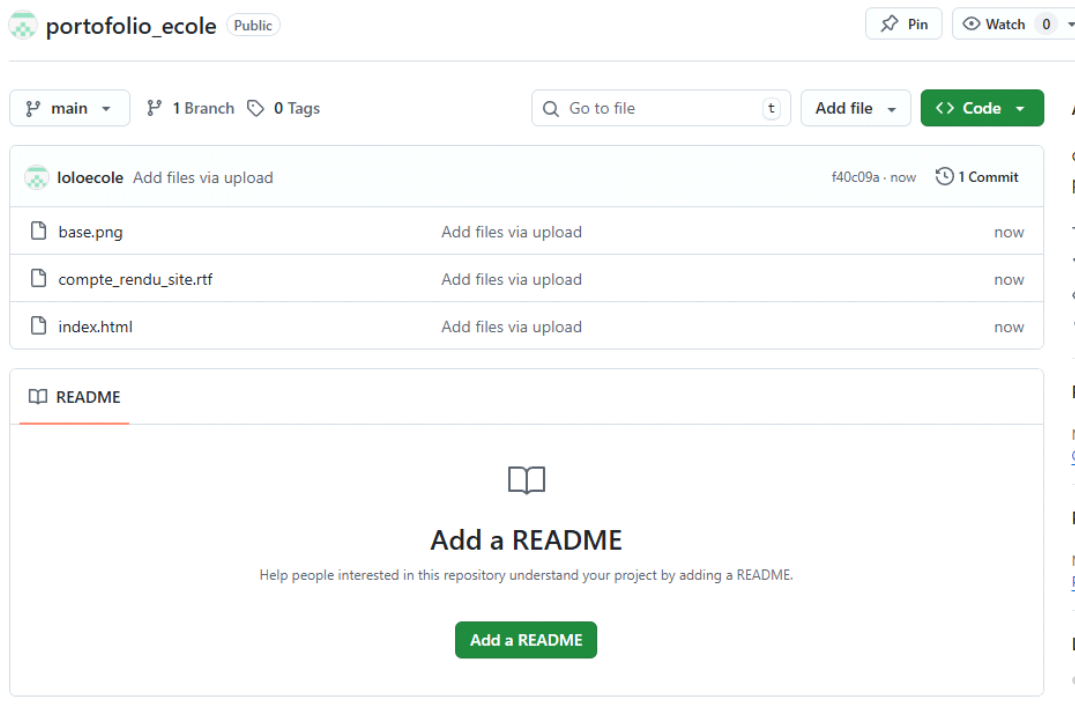 portofolio_ecole Public Pin Watch 0
main 1 Branch 0 Tags Go to file t Add file Code
loloecole Add files via upload f40c09a · now 1 Commit
base.png Add files via upload now
compte_rendu_site.rtf Add files via upload now
index.html Add files via upload now
README
Add a README
Help people interested in this repository understand your project by adding a README.
Add a README